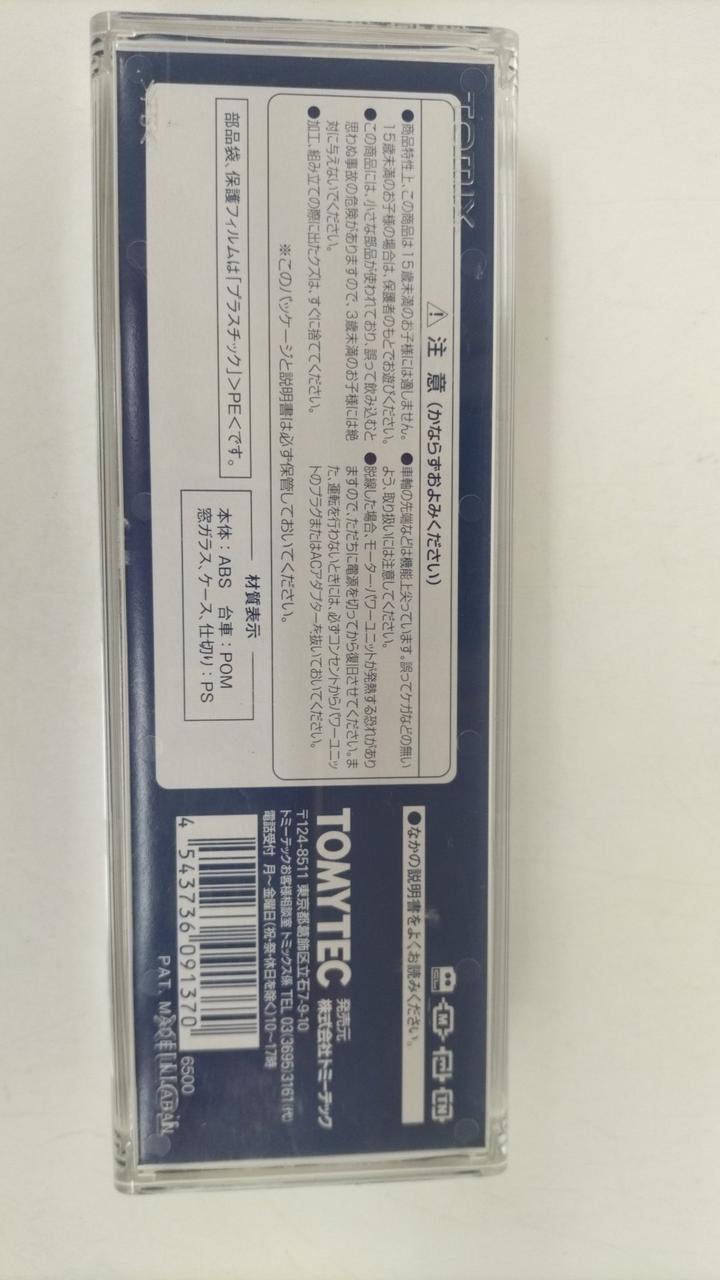 TOMIX
⚠注 意(かならずおよみください)
●商品特性上、この商品は15歳未満のお子様には適しません。
15歳未満のお子様の場合は、保護者のもとでお遊びください。
●この商品には、小さな部品が使われており、誤って飲み込むと
思わぬ事故の危険がありますので、3歳未満のお子様には絶
対に与えないでください。
●加工、組み立ての際に出たクズは、すぐに捨ててください。
●車軸の先端などは機能上尖っています。誤ってケガなどの無い
よう、取り扱いには注意してください。
●脱線した場合、モーター・パワーユニットが発熱する恐れがあり
ますので、ただちに電源を切ってから復旧させてください。ま
た、運転を行わないときには、必ずコンセントからパワーユニッ
トのプラグまたはACアダプターを抜いておいてください。
※このパッケージと説明書は必ず保管しておいてください。
部品袋、保護フィルムは「プラスチック」>PE<です。
材質表示
本体:ABS 台車:POM
窓ガラス、ケース、仕切り:PS
●なかの説明書をよくお読みください。
TOMYTEC
発売元
株式会社トミーテック
〒124-8511 東京都葛飾区立石7-9-10
トミーテックお客様相談室 トミックス係 TEL 03(3695)3161(代)
電話受付 月〜金曜日(祝・祭・休日を除く)10〜17時
4 543736 091370
6500
PAT. MADE IN JAPAN